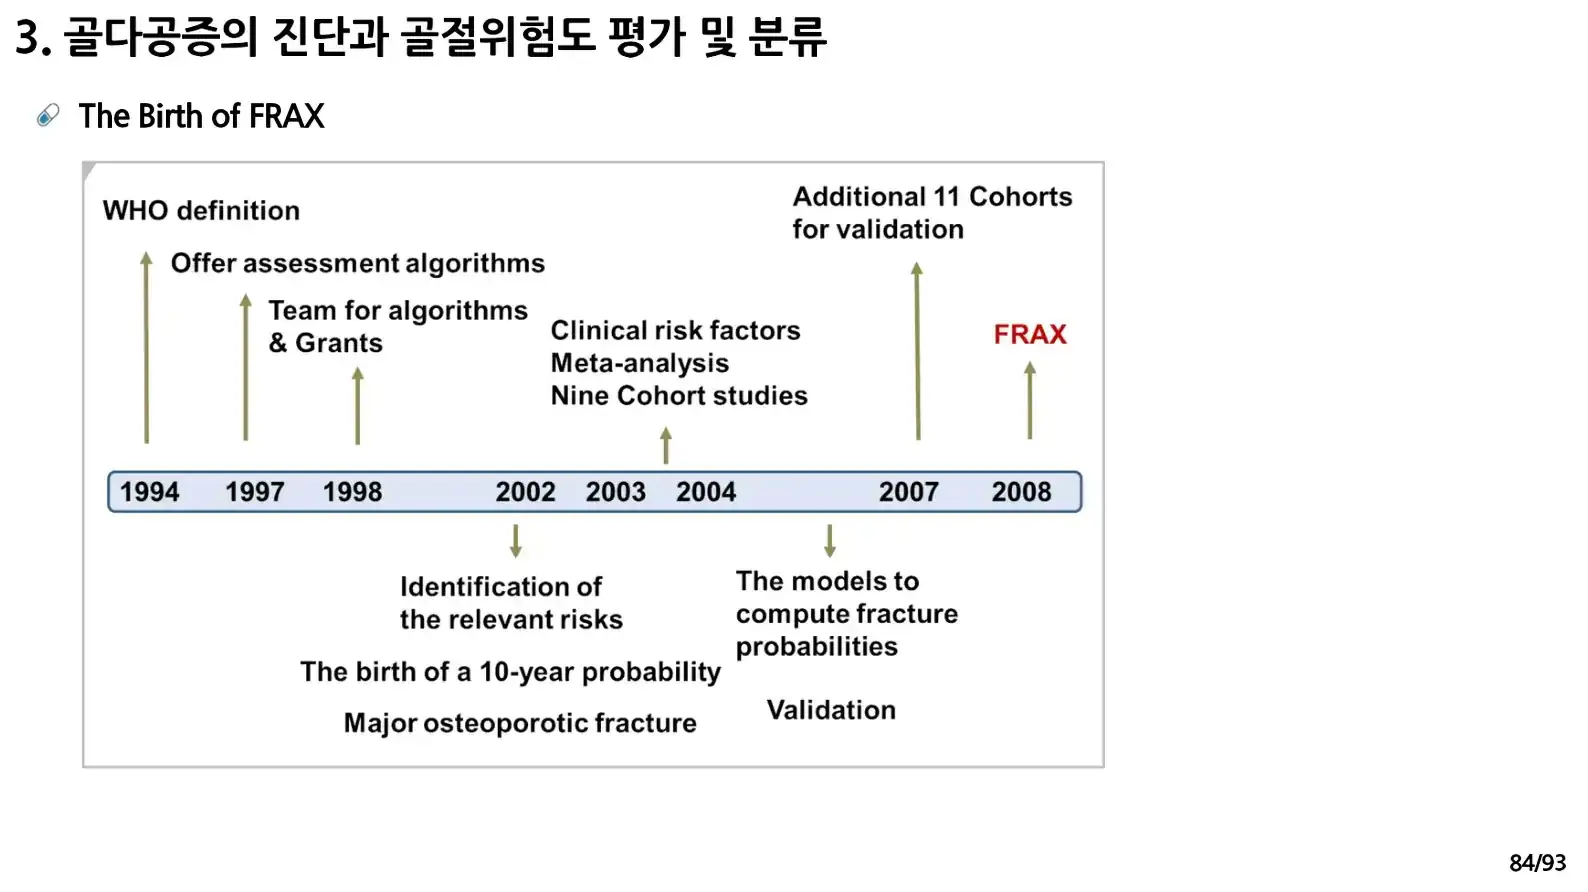 3. 골다공증의 진단과 골절위험도 평가 및 분류
The Birth of FRAX
WHO definition
Offer assessment algorithms
Team for algorithms
& Grants
Clinical risk factors
Meta-analysis
Nine Cohort studies
Additional 11 Cohorts
for validation
FRAX
1994 1997 1998 2002 2003 2004 2007 2008
Identification of
the relevant risks
The birth of a 10-year probability
Major osteoporotic fracture
The models to
compute fracture
probabilities
Validation
84/93